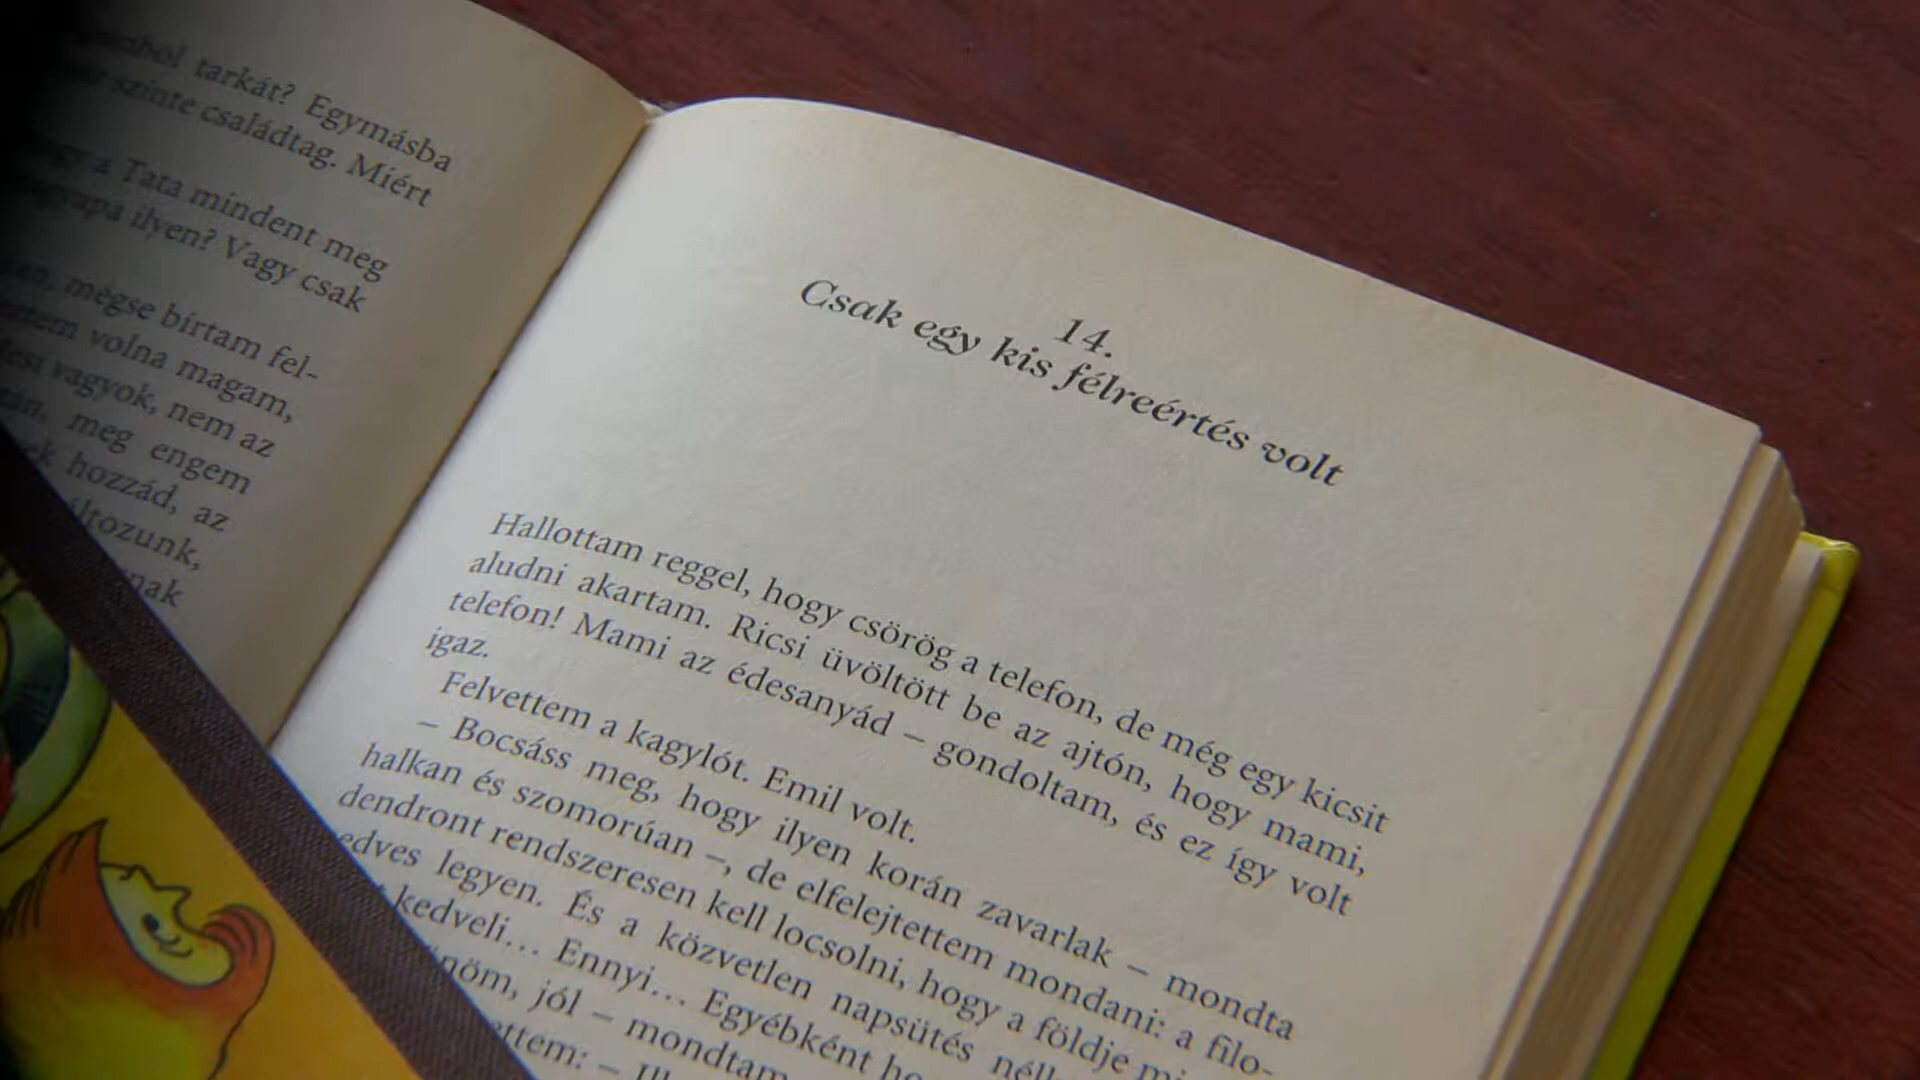 tarkát? Egymásba
szinte családtag. Miért
a Tata mindent meg
ilyen? Vagy csak
mégse bírtam fel-
volna magam,
vagyok, nem az
meg engem
hozzád, az
14.
Csak egy kis félreértés volt
Hallottam reggel, hogy csörög a telefon, de még egy kicsit
aludni akartam. Ricsi üvöltött be az ajtón, hogy mami,
telefon! Mami az édesanyád – gondoltam, és ez így volt
igaz.
Felvettem a kagylót. Emil volt.
– Bocsáss meg, hogy ilyen korán zavarlak – mondta
halkan és szomorúan –, de elfelejtettem mondani: a filo-
dendront rendszeresen kell locsolni, hogy a földje
legyen. És a közvetlen napsütés
kedveli... Ennyi... Egyébként
jól – mondtam